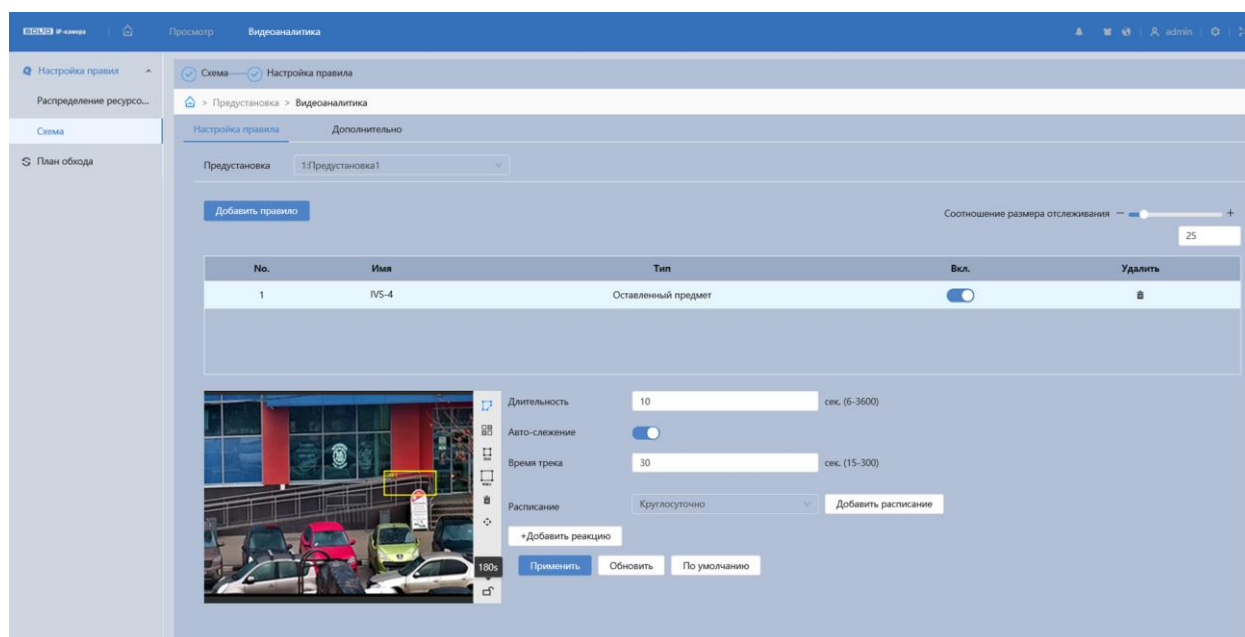 BOLID IP-камера Просмотр Видеоаналитика admin
Настройка правил
Распределение ресурсо...
Схема
План обхода
Схема Настройка правила
> Предустановка > Видеоаналитика
Настройка правила Дополнительно
Предустановка 1:Предустановка1
Добавить правило
Соотношение размера отслеживания − +
25
No. Имя Тип Вкл. Удалить
1 IVS-4 Оставленный предмет
Длительность 10 сек. (6-3600)
Авто-слежение
Время трека 30 сек. (15-300)
Расписание Круглосуточно Добавить расписание
+Добавить реакцию
180s
Применить Обновить По умолчанию